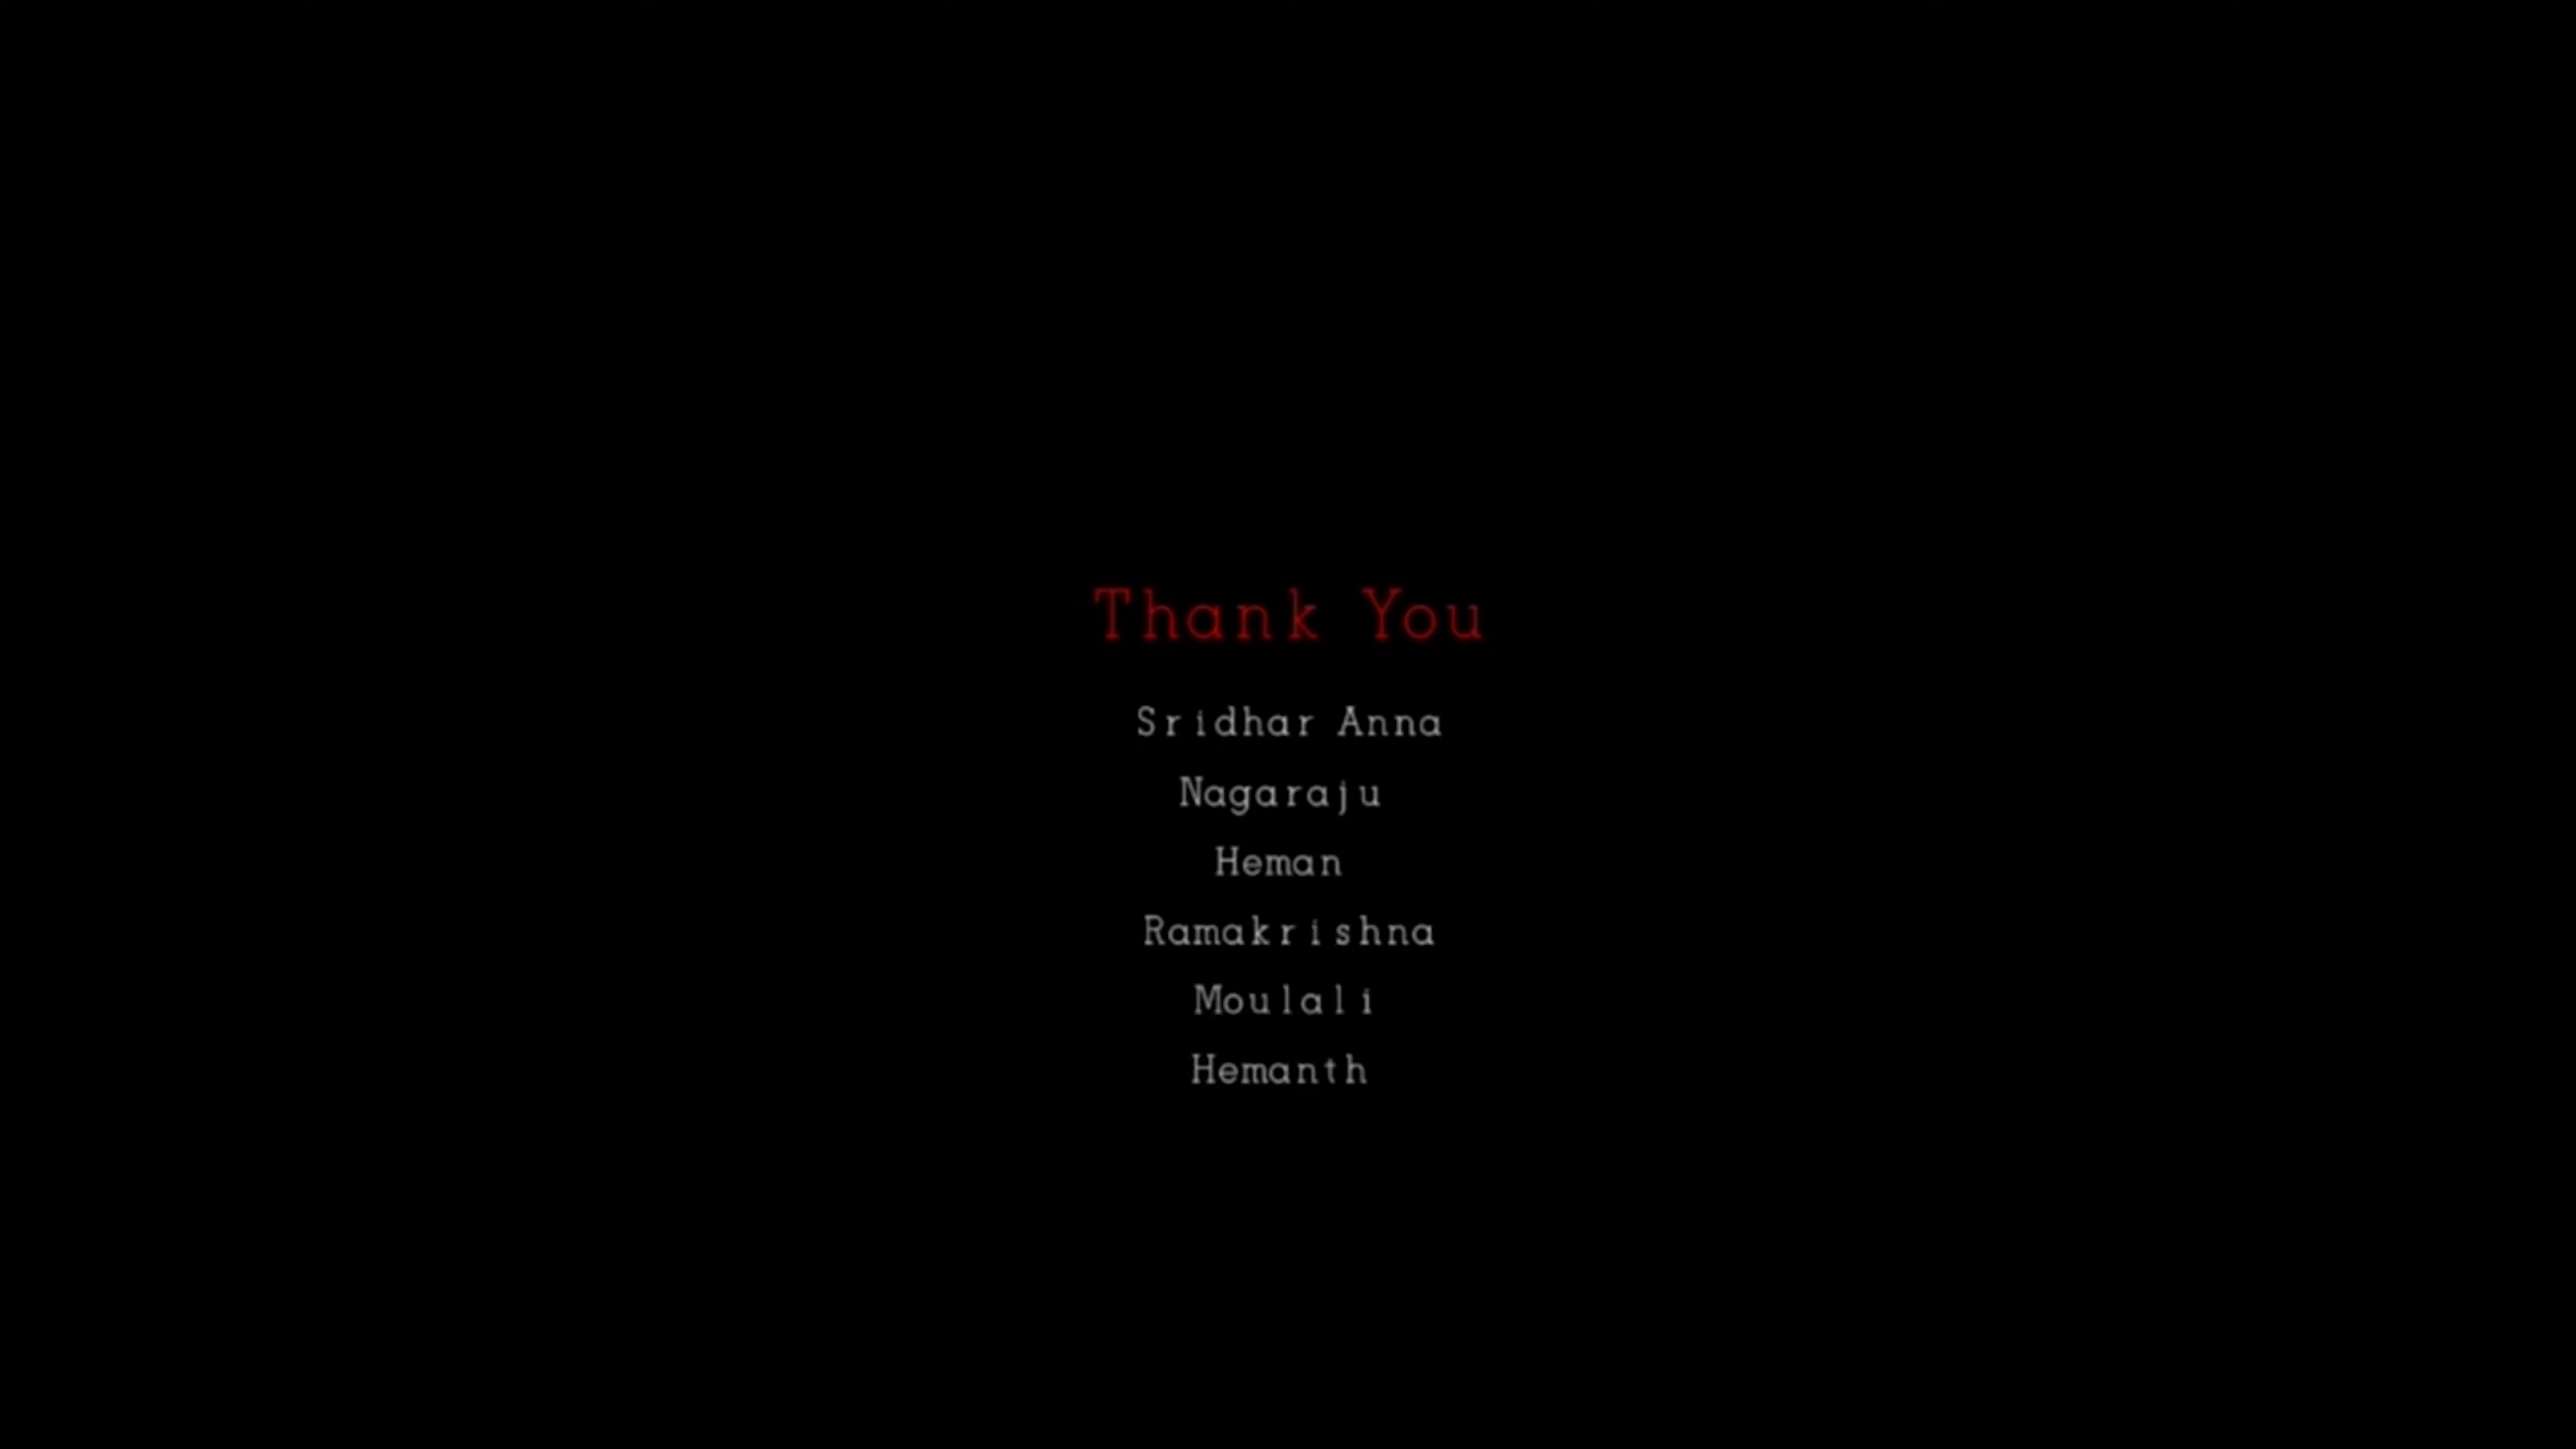 Thank You
Sridhar Anna
Nagaraju
Heman
Ramakrishna
Moulali
Hemanth